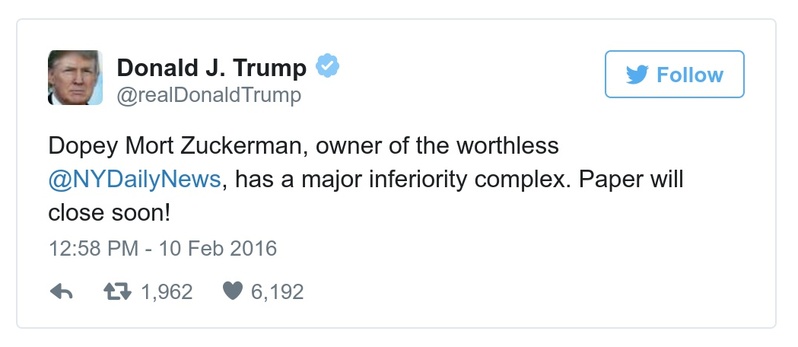 Donald J. Trump
@realDonaldTrump
Follow
Dopey Mort Zuckerman, owner of the worthless
@NYDailyNews, has a major inferiority complex. Paper will
close soon!
12:58 PM - 10 Feb 2016
1,962 6,192